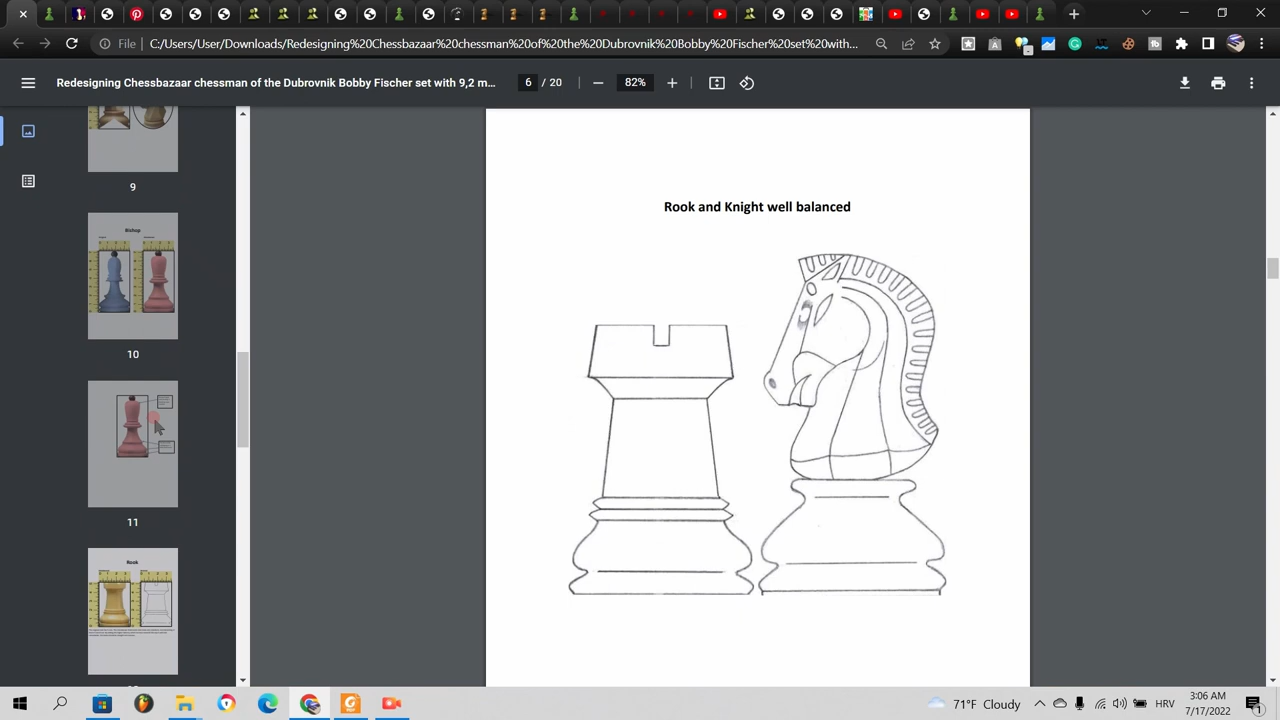 File
C:/Users/User/Downloads/Redesigning%20Chessbazaar%20chessman%20of%20the%20Dubrovnik%20Bobby%20Fischer%20set%20with...
Redesigning Chessbazaar chessman of the Dubrovnik Bobby Fischer set with 9,2 m...
6 / 20
82%
9
Bishop
10
11
Rook
Rook and Knight well balanced
71°F Cloudy
HRV
3:06 AM
7/17/2022
1